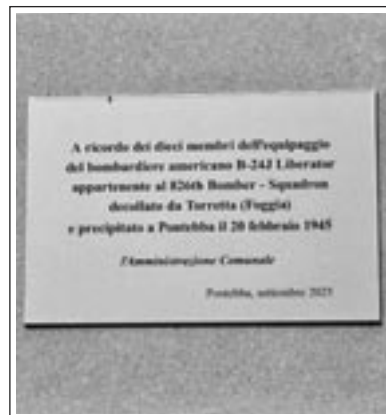 A ricordo dei dieci membri dell'equipaggio
del bombardiere americano B-24J Liberator
appartenente al 826th Bomber - Squadron
decollato da Torretta (Foggia)
e precipitato a Pontebba il 20 febbraio 1945
l'Amministrazione Comunale
Pontebba, settembre 2023